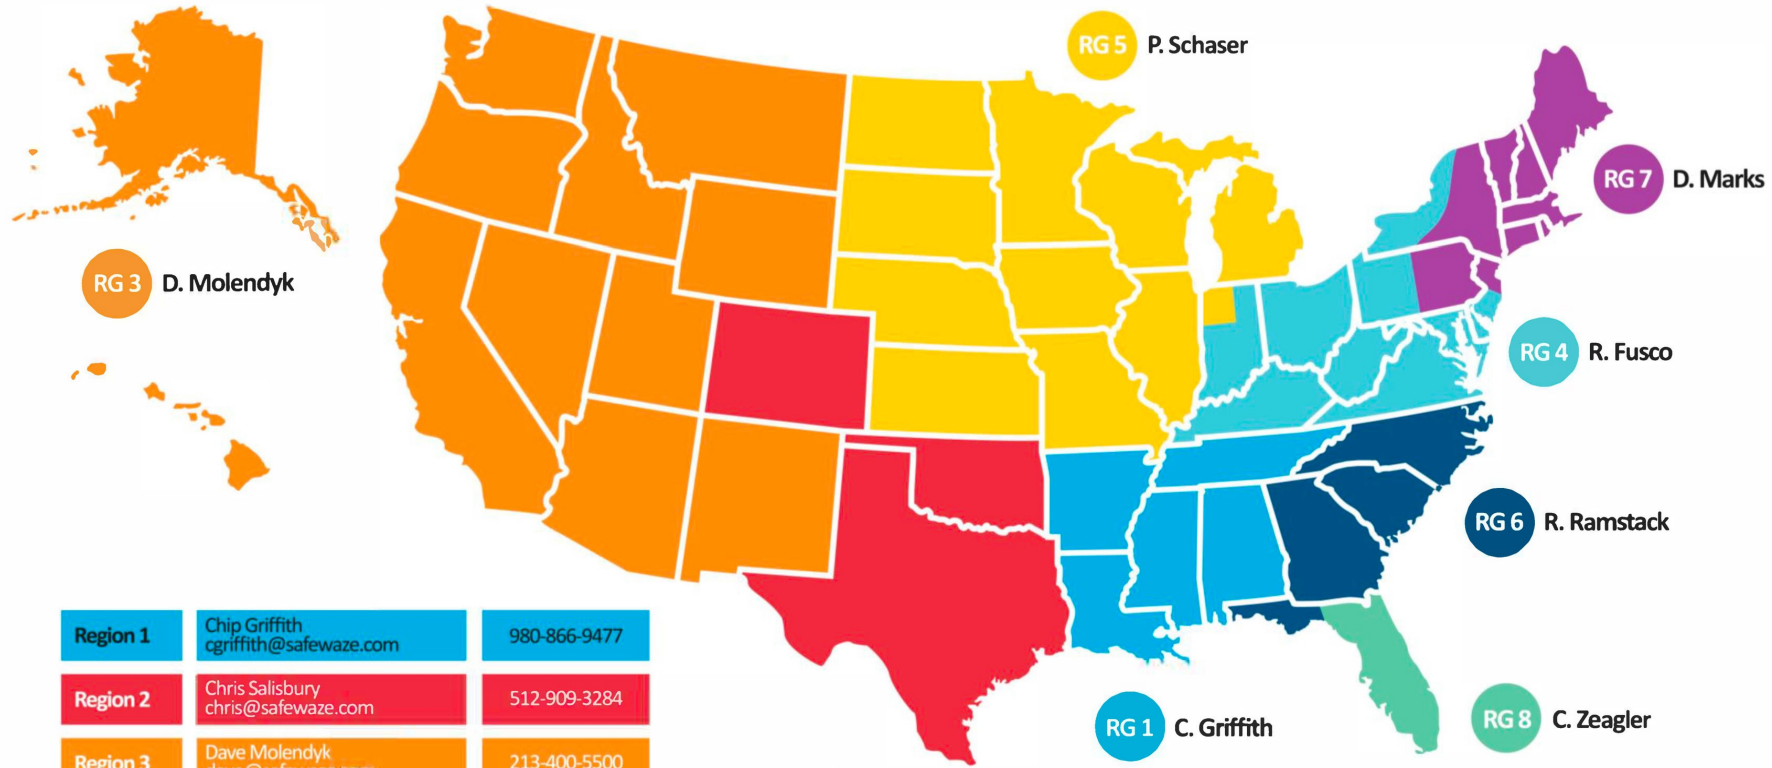 RG 5 P. Schaser
RG 7 D. Marks
RG 3 D. Molendyk
RG 4 R. Fusco
RG 6 R. Ramstack
RG 8 C. Zeagler
RG 1 C. Griffith
Region 1
Chip Griffith
cgriffith@safewaze.com
980-866-9477
Region 2
Chris Salisbury
chris@safewaze.com
512-909-3284
Region 3
Dave Molendyk
213-400-5500